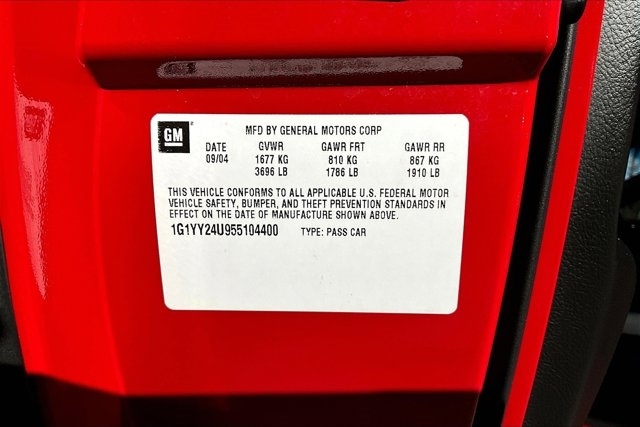 GM
MFD BY GENERAL MOTORS CORP
DATE GVWR GAWR FRT GAWR RR
09/04 1677 KG 810 KG 867 KG
3696 LB 1786 LB 1910 LB
THIS VEHICLE CONFORMS TO ALL APPLICABLE U.S. FEDERAL MOTOR
VEHICLE SAFETY, BUMPER, AND THEFT PREVENTION STANDARDS IN
EFFECT ON THE DATE OF MANUFACTURE SHOWN ABOVE.
1G1YY24U955104400 TYPE: PASS CAR